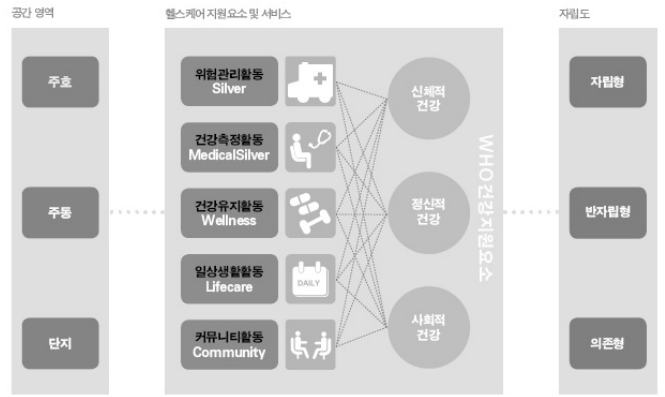 공간 영역
헬스케어 지원 요소 및 서비스
자립도
주호
주동
단지
위험관리활동
Silver
건강측정활동
MedicalSilver
건강유지활동
Wellness
일상생활활동
Lifecare
DAILY
커뮤니티활동
Community
신체적
건강
정신적
건강
사회적
건강
WHO건강지원요소
자립형
반자립형
의존형